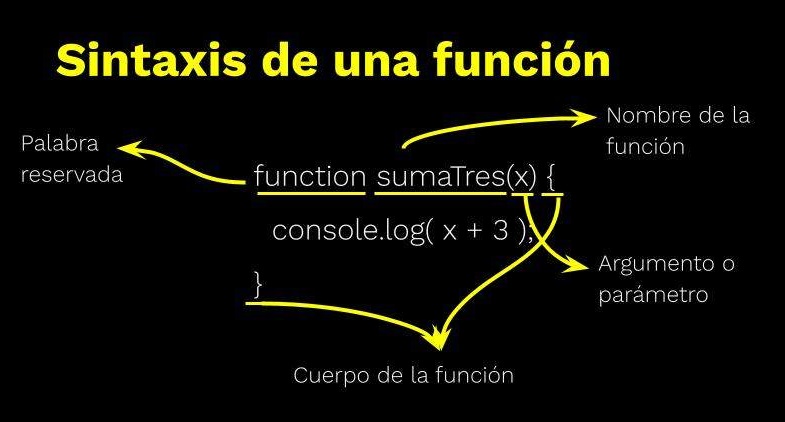 Sintaxis de una función
Nombre de la
función
Palabra
reservada
function sumaTres(x) {
console.log( x + 3 );
Argumento o
parámetro
}
Cuerpo de la función